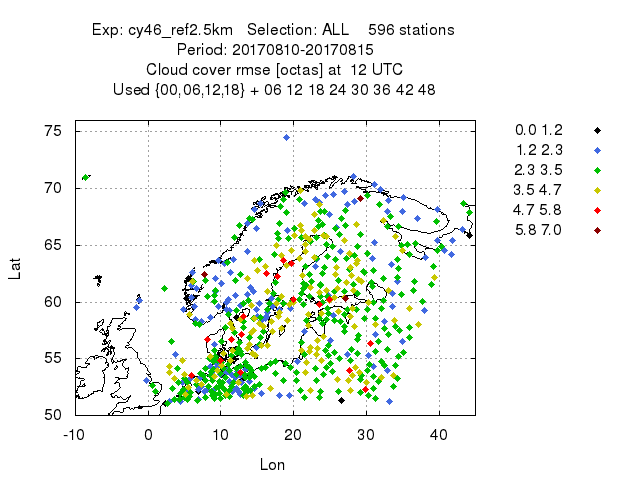 Exp: cy46_ref2.5km Selection: ALL 596 stations
Period: 20170810-20170815
Cloud cover rmse [octas] at 12 UTC
Used {00,06,12,18} + 06 12 18 24 30 36 42 48
75
70
65
60
55
50
Lat
-10 0 10 20 30 40
Lon
0.0 1.2
1.2 2.3
2.3 3.5
3.5 4.7
4.7 5.8
5.8 7.0